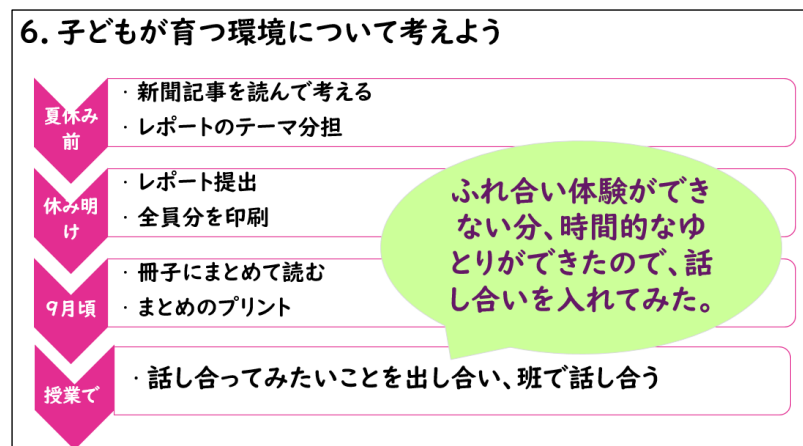 6. 子どもが育つ環境について考えよう
夏休み
前
・新聞記事を読んで考える
・レポートのテーマ分担
休み明
け
・レポート提出
・全員分を印刷
9月頃
・冊子にまとめて読む
・まとめのプリント
ふれ合い体験ができ
ない分、時間的なゆ
とりができたので、話
し合いを入れてみた。
授業で
・話し合ってみたいことを出し合い、班で話し合う